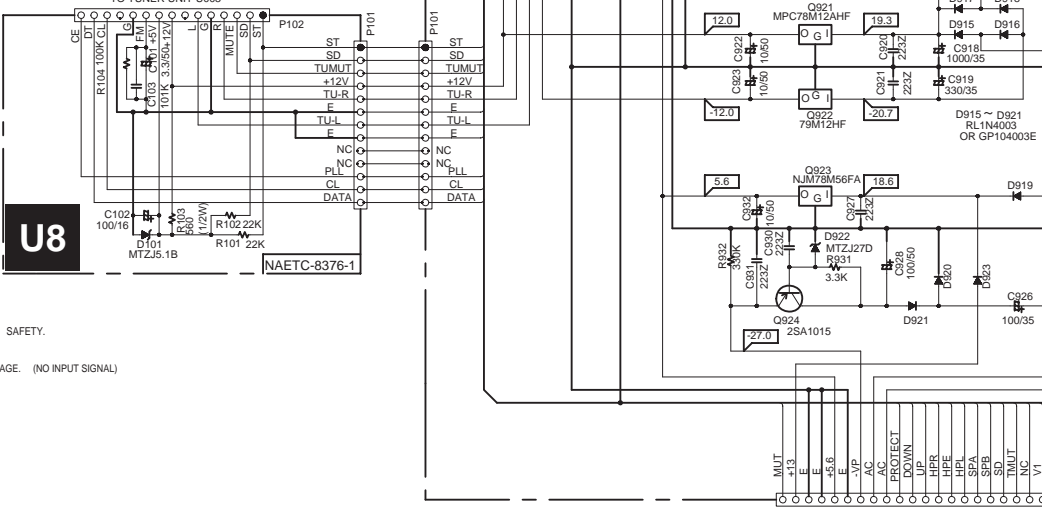 P102
CE
DT
CL
G
FM
+5V
+12V
L
G
R
MUTE
SD
ST
R104 100K
C103
101K
3.3/50
P101
P101
ST
SD
TUMUT
+12V
TU-R
E
TU-L
E
NC
NC
PLL
CL
DATA
ST
SD
TUMUT
+12V
TU-R
E
TU-L
E
NC
NC
PLL
CL
DATA
C102
100/16
D101
MTZJ5.1B
R103
560
(1/2W)
R102 22K
R101 22K
U8
NAETC-8376-1
SAFETY.
AGE. (NO INPUT SIGNAL)
12.0
Q921
MPC78M12AHF
19.3
O G I
C922
10/50
C920
223Z
C923
10/50
C921
223Z
-12.0
O G I
Q922
79M12HF
-20.7
D915 D916
C918
1000/35
C919
330/35
D915 ~ D921
RL1N4003
OR GP104003E
5.6
Q923
NJM78M56FA
18.6
O G I
C932
10/50
C927
223Z
D919
R932
330K
C931
223Z
C930
223Z
D922
MTZJ27D
R931
3.3K
C928
100/50
D920
D923
C926
100/35
Q924
2SA1015
D921
-27.0
MUT
+13
E
E
+5.6
E
-VP
AC
AC
PROTECT
DOWN
UP
HPR
HPE
HPL
SPA
SPB
SD
TMUT
NC